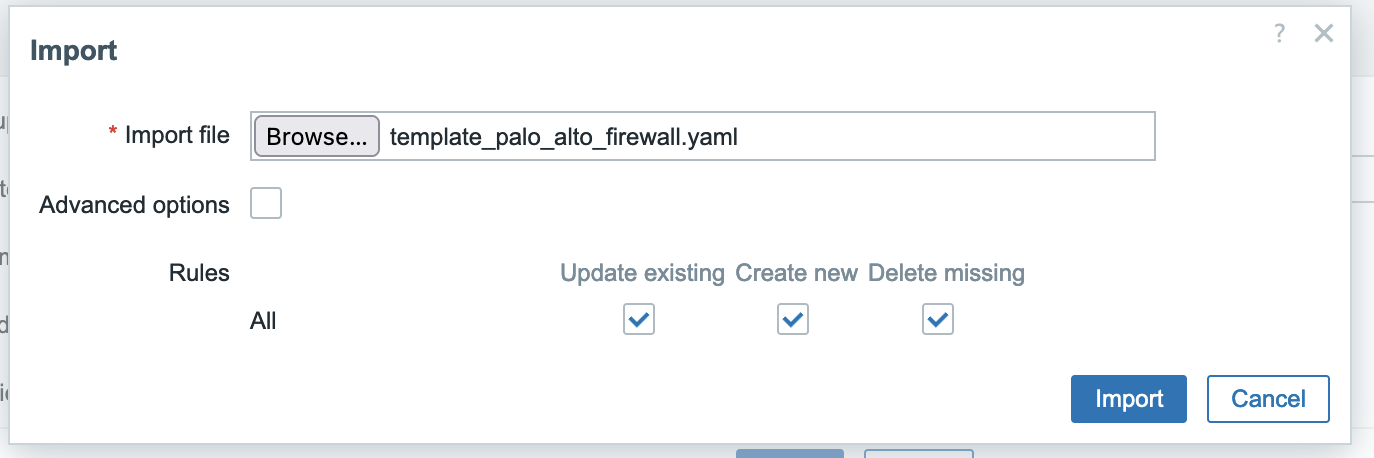 Import
?
* Import file Browse... template_palo_alto_firewall.yaml
Advanced options
Rules Update existing Create new Delete missing
All
Import Cancel